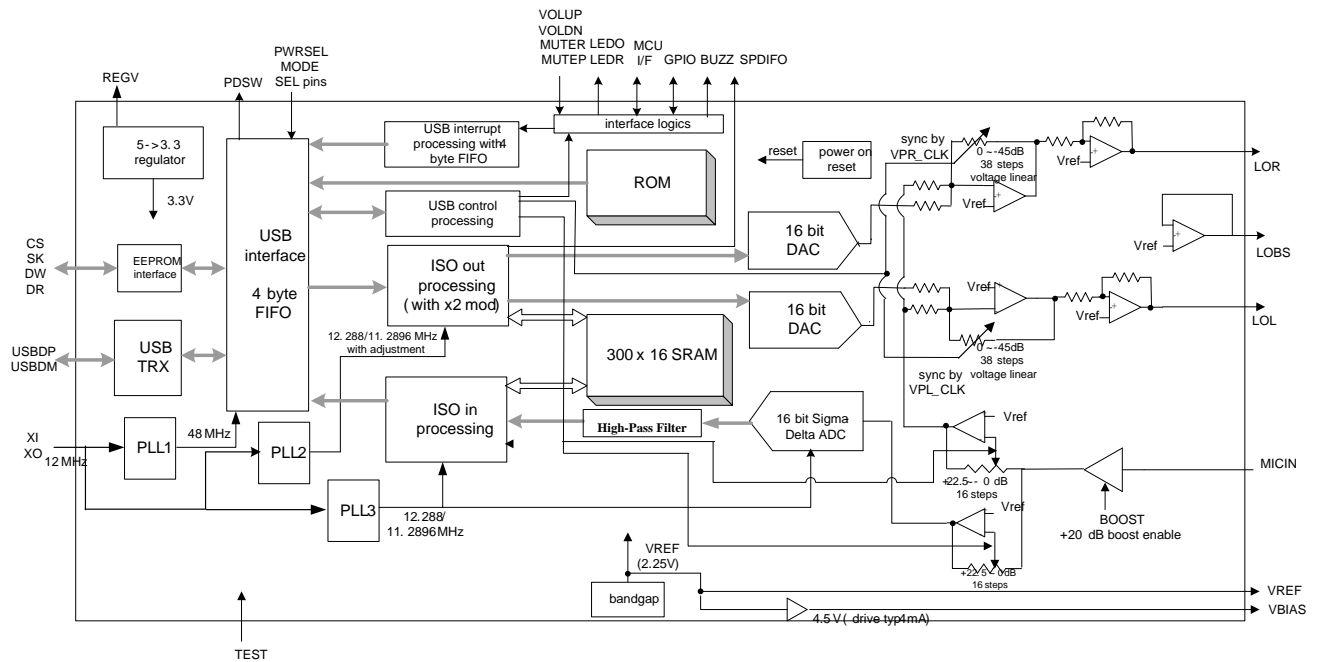 VOLUP
VOLDN
MUTER LEDO
MUTEP LEDR
MCU
I/F
GPIO BUZZ SPDIFO
PWRSEL
MODE
SEL pins
REGV
PDSW
5->3.3
regulator
3.3V
USB interrupt
processing with4
byte FIFO
interface logics
ROM
USB control
processing
reset
power on
reset
sync by
VPR_CLK
0 ~-45dB
38 steps
voltage linear
Vref
Vref
LOR
16 bit
DAC
Vref
LOBS
USB
interface
4 byte
FIFO
CS
SK
DW
DR
EEPROM
interface
ISO out
processing
( with x2 mod)
16 bit
DAC
Vref
Vref
LOL
0 ~-45dB
38 steps
voltage linear
sync by
VPL_CLK
12. 288/11. 2896 MHz
with adjustment
300 x 16 SRAM
USBDP
USBDM
USB
TRX
ISO in
processing
High-Pass Filter
16 bit Sigma-
Delta ADC
Vref
XI
XO
12 MHz
PLL1
48 MHz
PLL2
+22.5~- 0 dB
16 steps
MICIN
PLL3
12.288/
11. 2896 MHz
Vref
BOOST
+20 dB boost enable
+22.5~ 0dB
16 steps
VREF
(2.25V)
bandgap
VREF
VBIAS
4.5 V ( drive typ4mA)
TEST